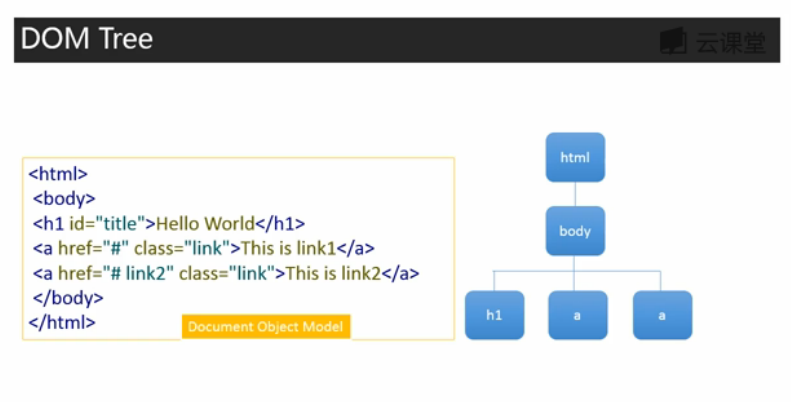 DOM Tree
云课堂
<html>
<body>
<h1 id="title">Hello World</h1>
<a href="#" class="link">This is link1</a>
<a href="# link2" class="link">This is link2</a>
</body>
</html>
Document Object Model
html
body
h1
a
a